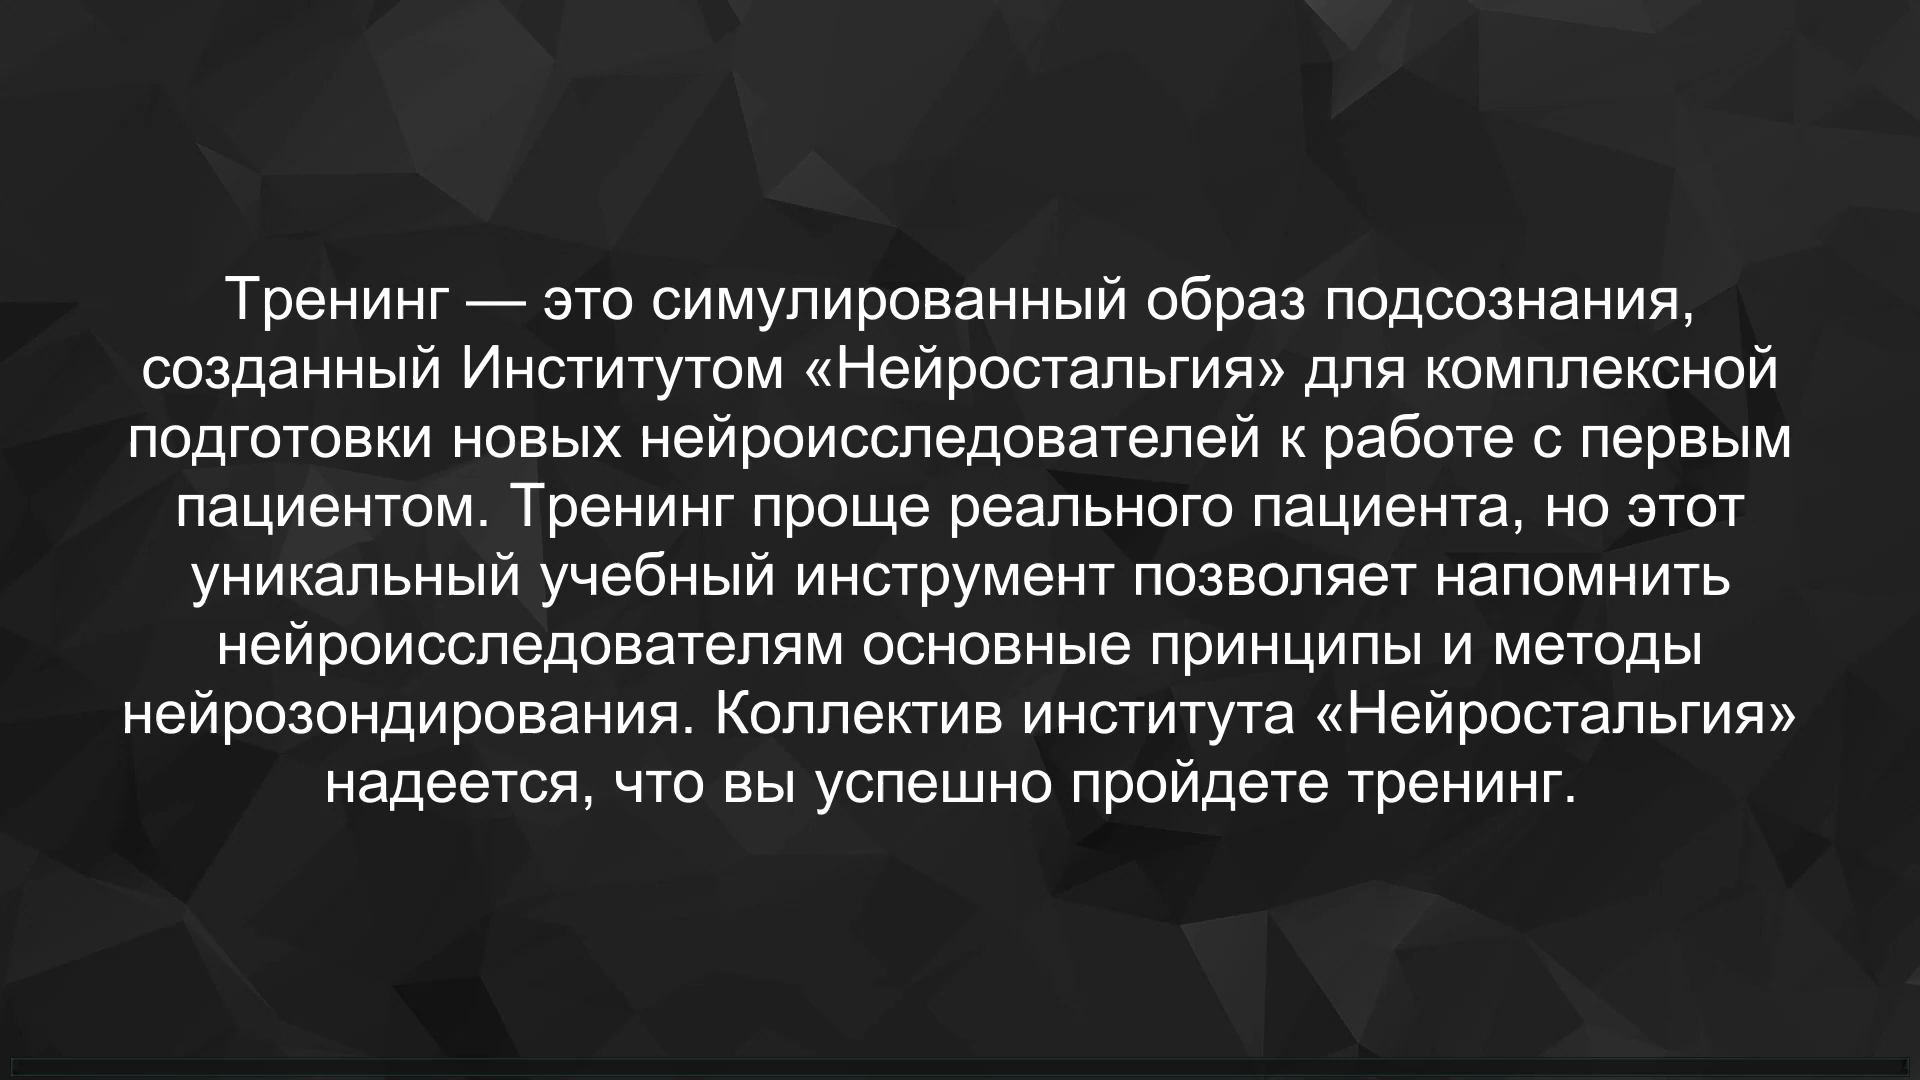 Тренинг — это симулированный образ подсознания,
созданный Институтом «Нейростальгия» для комплексной
подготовки новых нейроисследователей к работе с первым
пациентом. Тренинг проще реального пациента, но этот
уникальный учебный инструмент позволяет напомнить
нейроисследователям основные принципы и методы
нейрозондирования. Коллектив института «Нейростальгия»
надеется, что вы успешно пройдете тренинг.